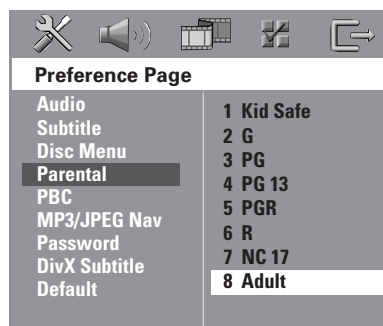 Preference Page
Audio
Subtitle
Disc Menu
Parental
PBC
MP3/JPEG Nav
Password
DivX Subtitle
Default
1 Kid Safe
2 G
3 PG
4 PG 13
5 PGR
6 R
7 NC 17
8 Adult